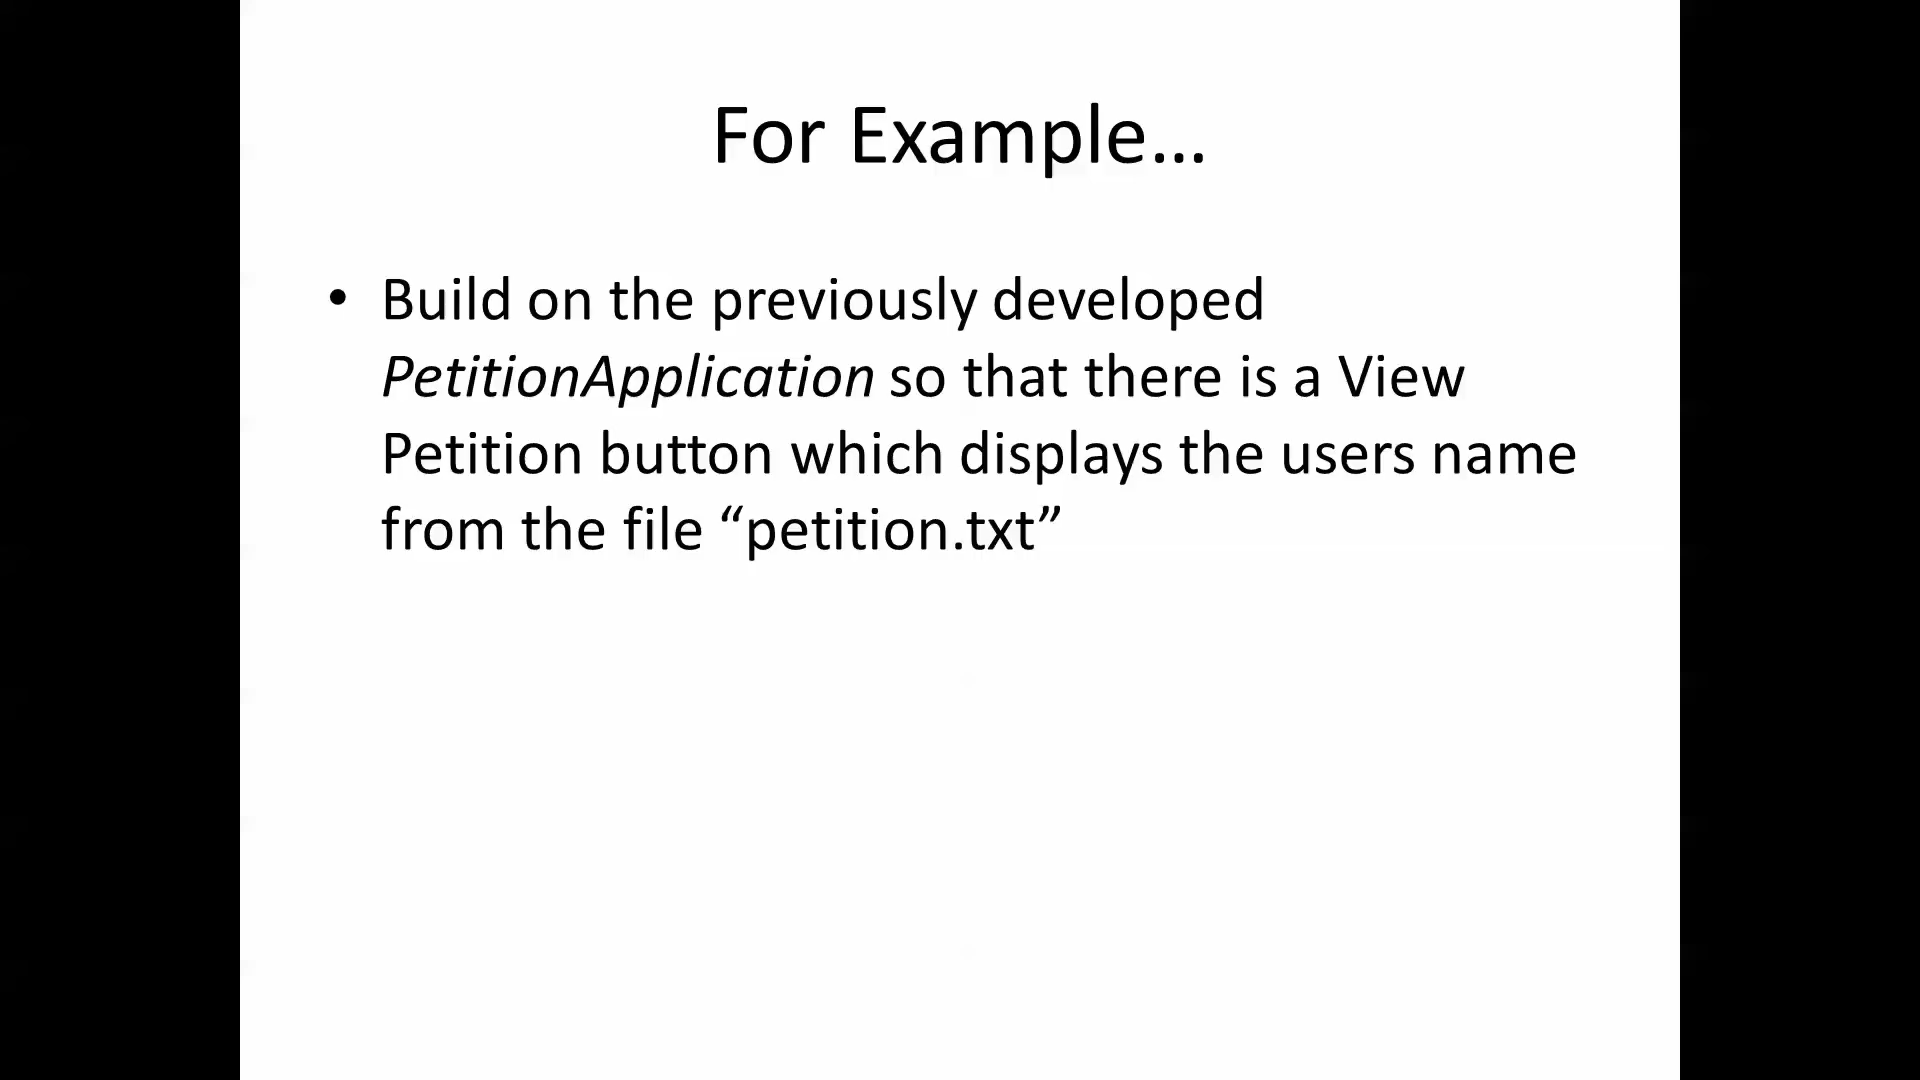 For Example…
• Build on the previously developed
PetitionApplication so that there is a View
Petition button which displays the users name
from the file “petition.txt”